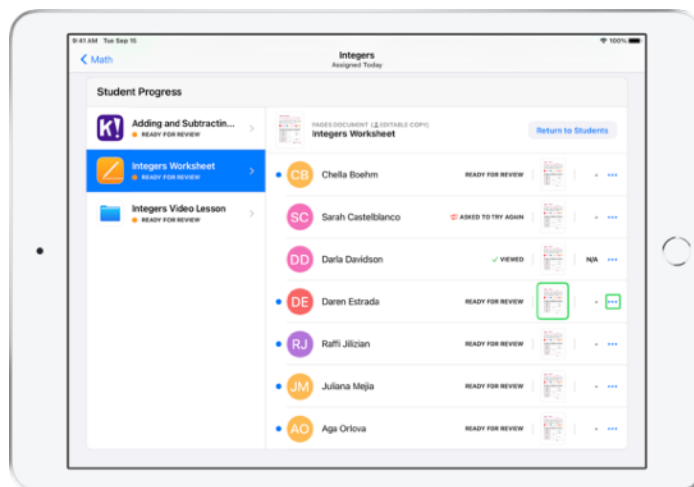 9:41 AM Tue Sep 15
100%
Math
Integers
Assigned Today
Student Progress
K!
Adding and Subtractin...
READY FOR REVIEW
Integers Worksheet
READY FOR REVIEW
Integers Video Lesson
READY FOR REVIEW
PAGES DOCUMENT (EDITABLE COPY)
Integers Worksheet
Return to Students
CB Chella Boehm READY FOR REVIEW - ...
SC Sarah Castelblanco ASKED TO TRY AGAIN - ...
DD Darla Davidson VIEWED N/A ...
DE Daren Estrada READY FOR REVIEW - ...
RJ Raffi Jilizian READY FOR REVIEW - ...
JM Juliana Mejia READY FOR REVIEW - ...
AO Aga Orlova READY FOR REVIEW - ...